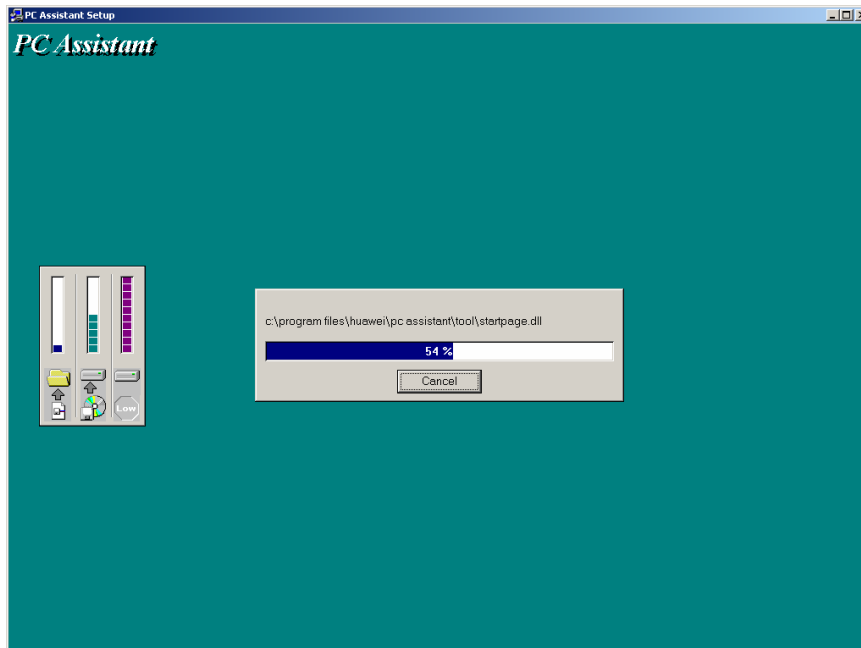 PC Assistant Setup
PC Assistant
c:\program files\huawei\pc assistant\tool\startpage.dll
54 %
Cancel
Low